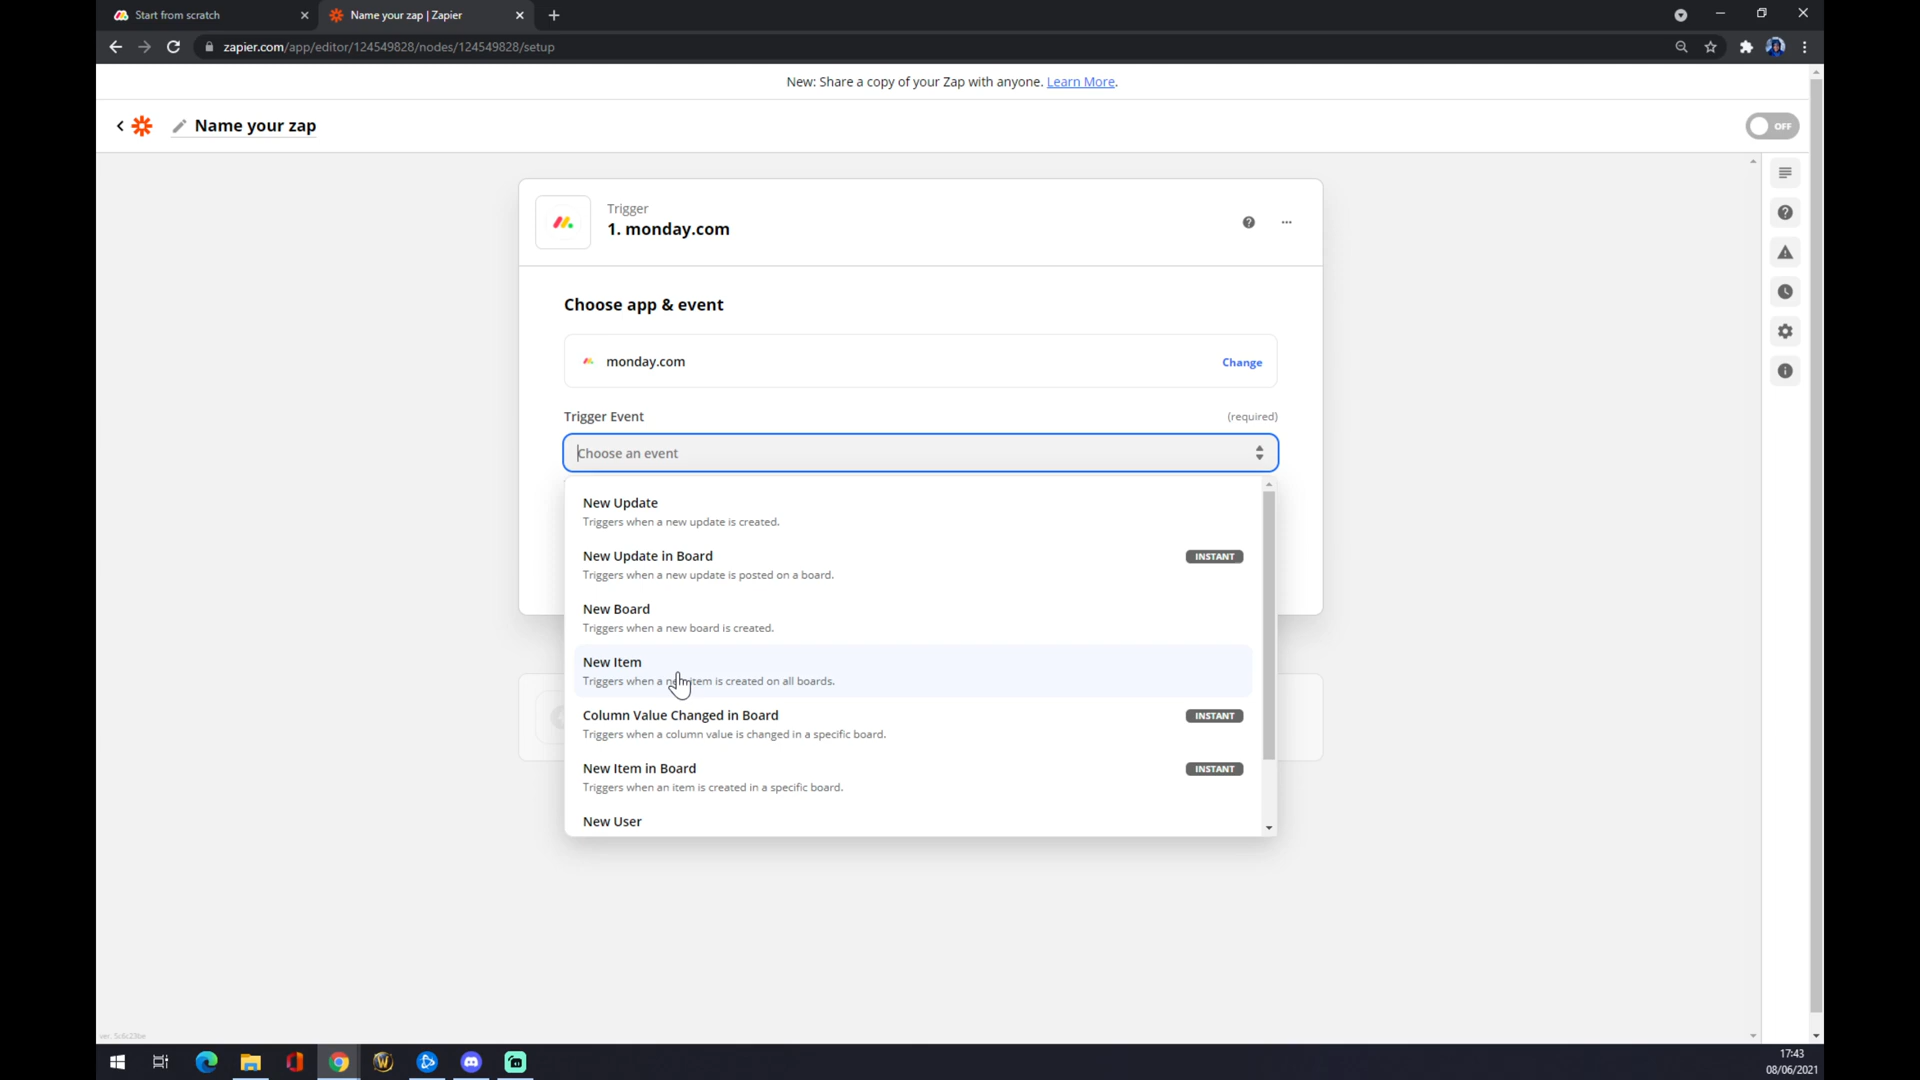 Start from scratch
Name your zap | Zapier
zapier.com/app/editor/124549828/nodes/124549828/setup
New: Share a copy of your Zap with anyone. Learn More.
Name your zap
OFF
Trigger
1. monday.com
Choose app & event
monday.com
Change
Trigger Event
(required)
Choose an event
New Update
Triggers when a new update is created.
New Update in Board
INSTANT
Triggers when a new update is posted on a board.
New Board
Triggers when a new board is created.
New Item
Triggers when a new item is created on all boards.
Column Value Changed in Board
INSTANT
Triggers when a column value is changed in a specific board.
New Item in Board
INSTANT
Triggers when an item is created in a specific board.
New User
17:43
08/06/2021